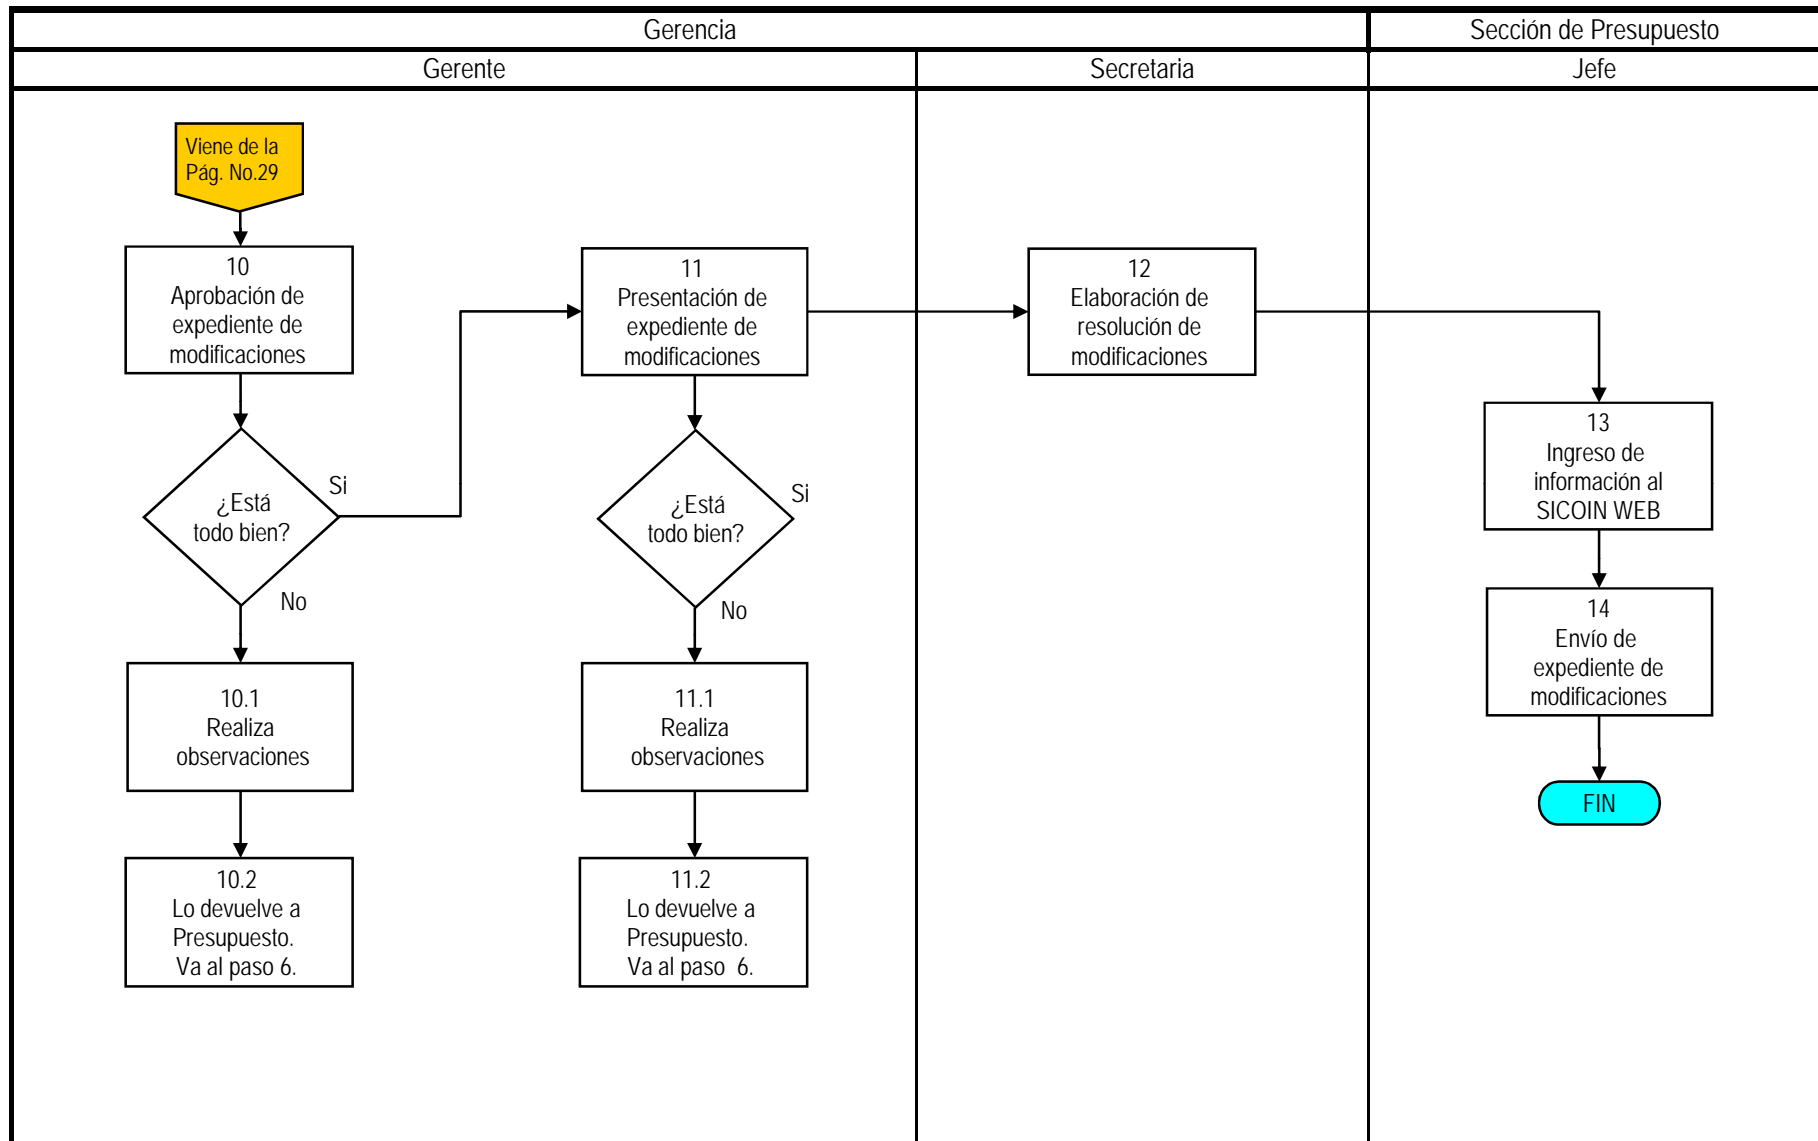 Gerencia
Sección de Presupuesto
Gerente
Secretaria
Jefe
Viene de la
Pág. No.29
10
Aprobación de
expediente de
modificaciones
¿Está
todo bien?
Si
No
10.1
Realiza
observaciones
10.2
Lo devuelve a
Presupuesto.
Va al paso 6.
11
Presentación de
expediente de
modificaciones
¿Está
todo bien?
Si
No
11.1
Realiza
observaciones
11.2
Lo devuelve a
Presupuesto.
Va al paso 6.
12
Elaboración de
resolución de
modificaciones
13
Ingreso de
información al
SICOIN WEB
14
Envío de
expediente de
modificaciones
FIN